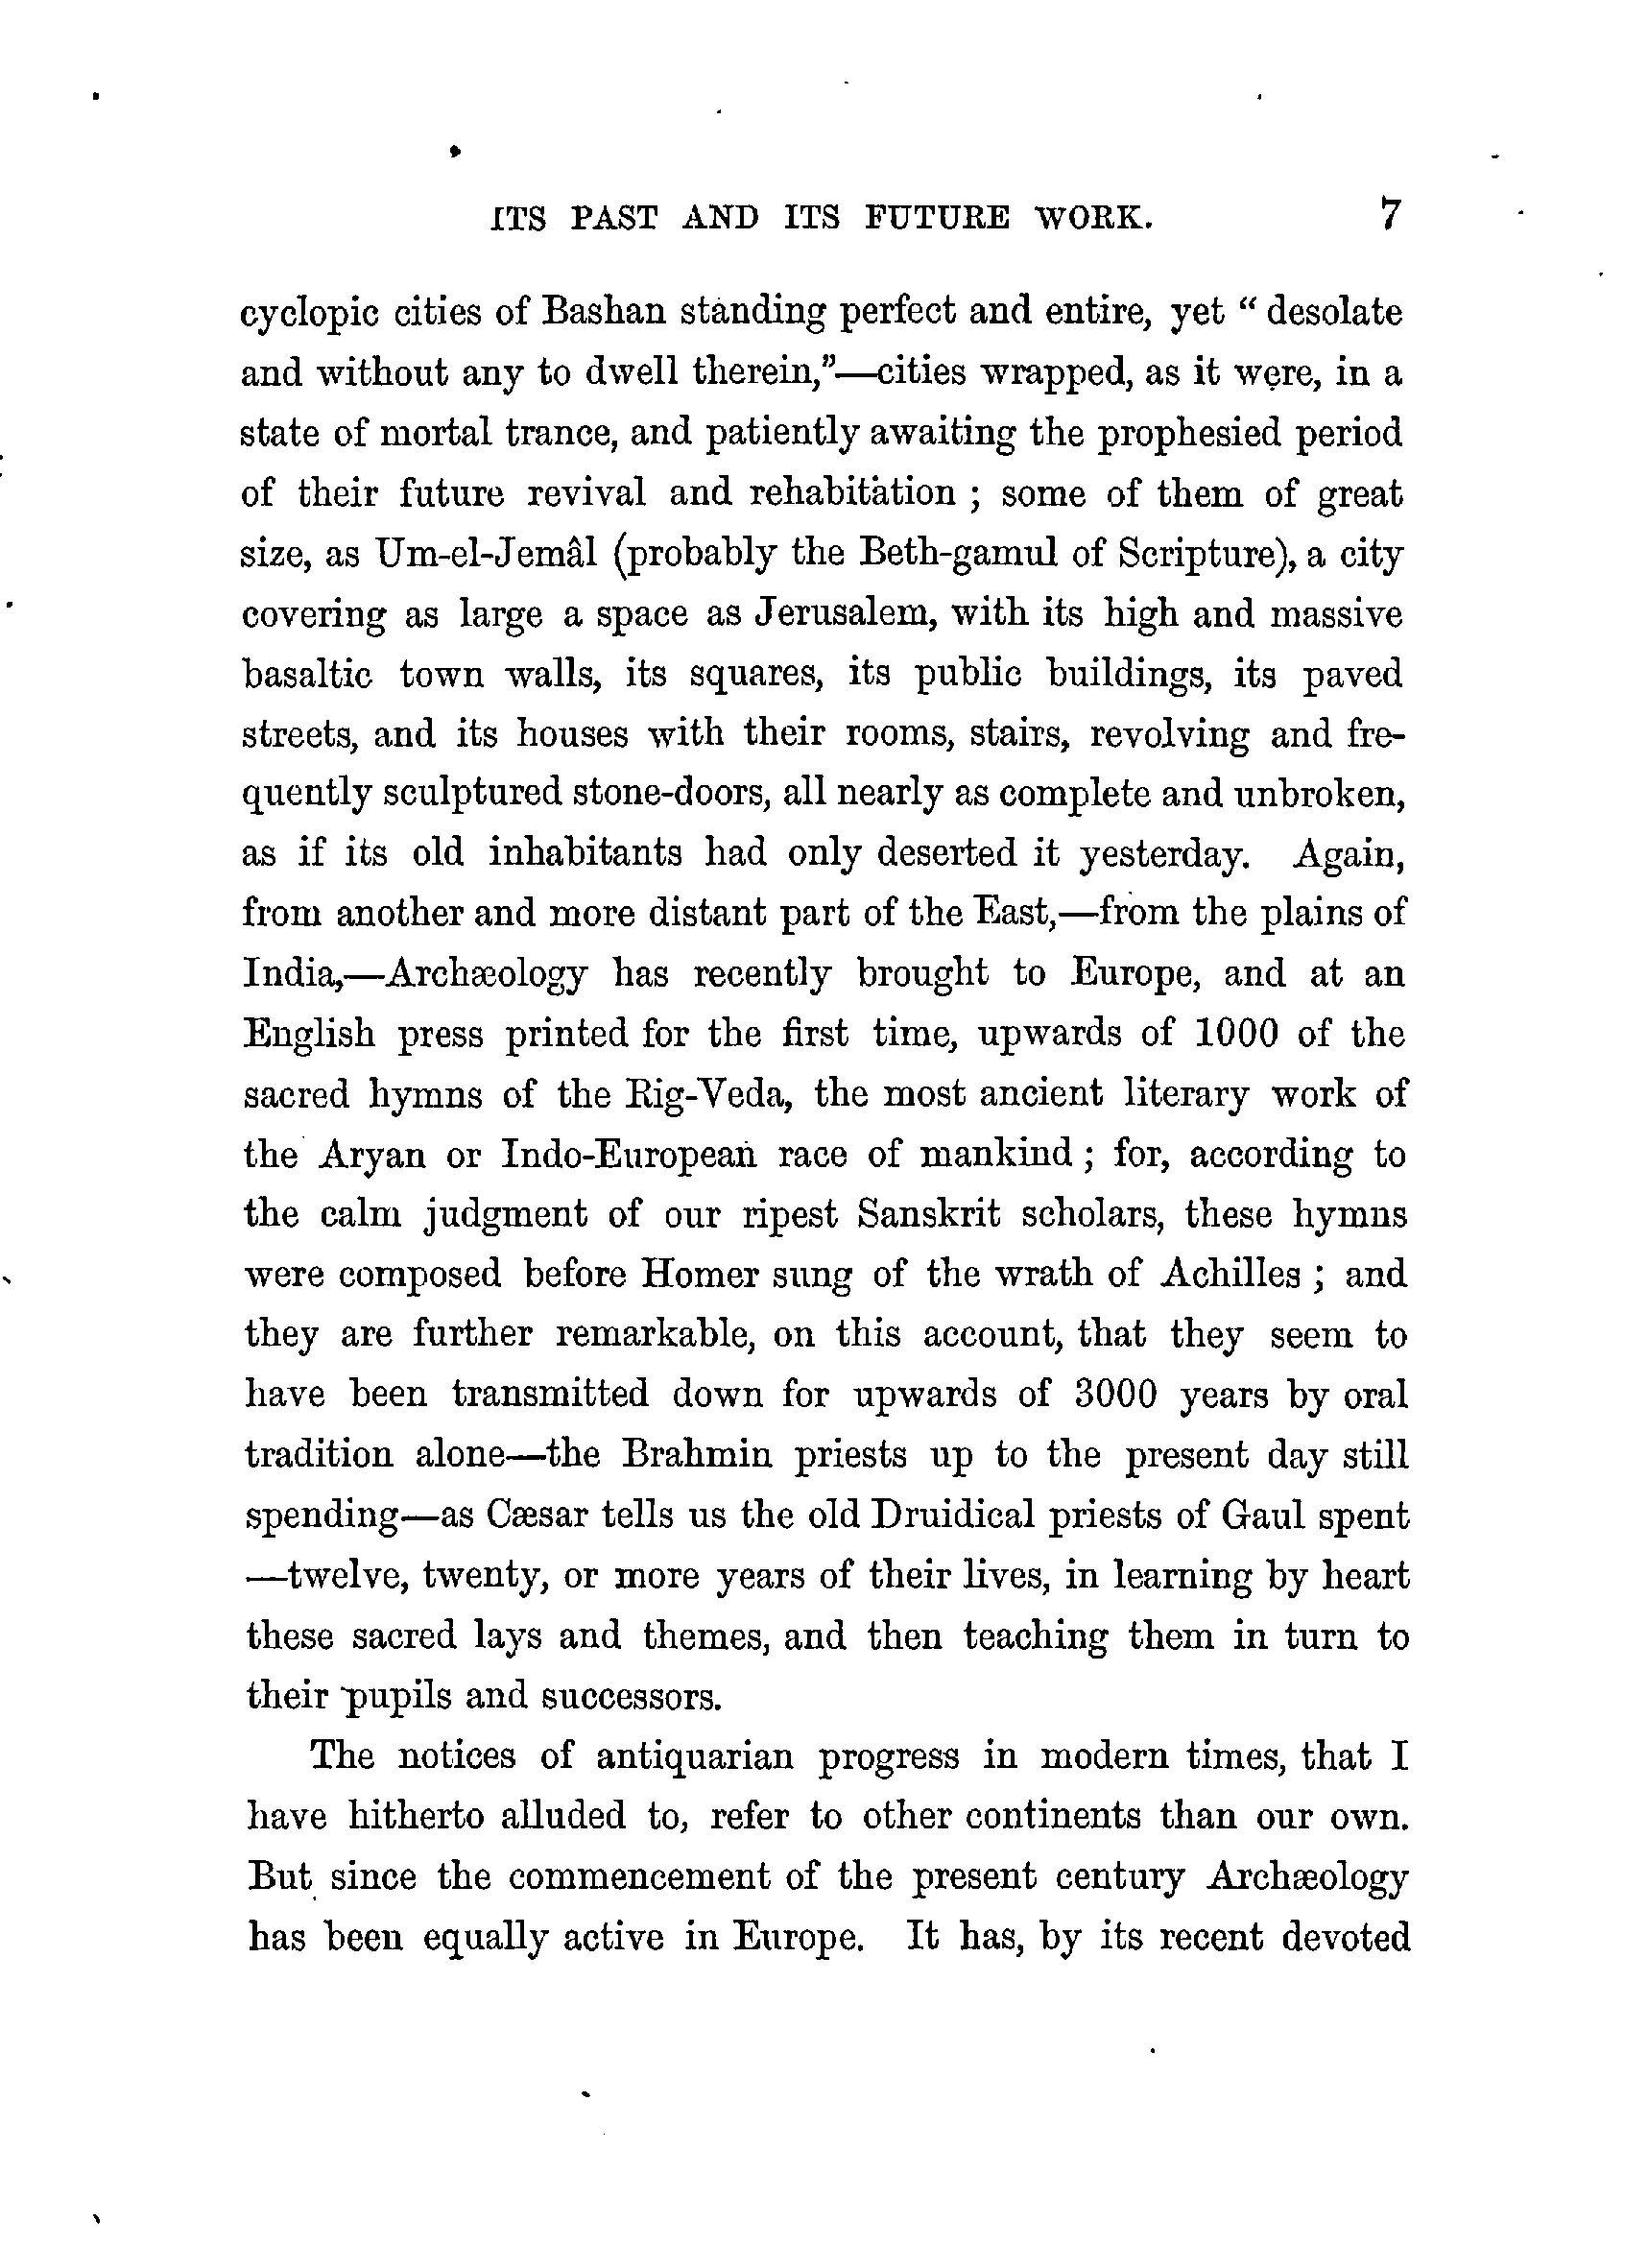 ITS PAST AND ITS FUTURE WORK. 7
cyclopic cities of Bashan standing perfect and entire, yet " desolate
and without any to dwell therein,"—cities wrapped, as it were, in a
state of mortal trance, and patiently awaiting the prophesied period
of their future revival and rehabitation ; some of them of great
size, as Um-el-Jemâl (probably the Beth-gamul of Scripture), a city
covering as large a space as Jerusalem, with its high and massive
basaltic town walls, its squares, its public buildings, its paved
streets, and its houses with their rooms, stairs, revolving and fre-
quently sculptured stone-doors, all nearly as complete and unbroken,
as if its old inhabitants had only deserted it yesterday. Again,
from another and more distant part of the East,—from the plains of
India,—Archæology has recently brought to Europe, and at an
English press printed for the first time, upwards of 1000 of the
sacred hymns of the Rig-Veda, the most ancient literary work of
the Aryan or Indo-European race of mankind ; for, according to
the calm judgment of our ripest Sanskrit scholars, these hymns
were composed before Homer sung of the wrath of Achilles ; and
they are further remarkable, on this account, that they seem to
have been transmitted down for upwards of 3000 years by oral
tradition alone—the Brahmin priests up to the present day still
spending—as Cæsar tells us the old Druidical priests of Gaul spent
—twelve, twenty, or more years of their lives, in learning by heart
these sacred lays and themes, and then teaching them in turn to
their pupils and successors.
The notices of antiquarian progress in modern times, that I
have hitherto alluded to, refer to other continents than our own.
But since the commencement of the present century Archæology
has been equally active in Europe. It has, by its recent devoted